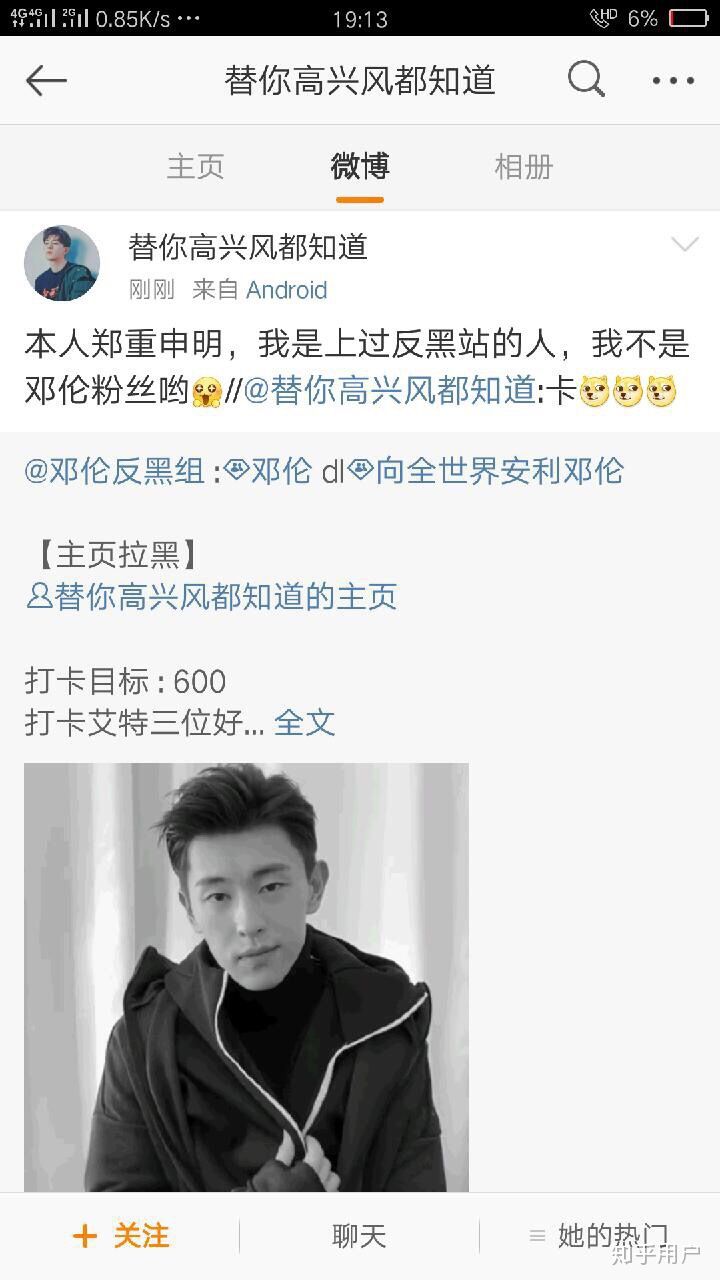 4G 4G 2G 0.85K/s ... 19:13 HD 6%
替你高兴风都知道
主页 微博 相册
替你高兴风都知道
刚刚 来自 Android
本人郑重申明，我是上过反黑站的人，我不是
邓伦粉丝哟//@替你高兴风都知道:卡
@邓伦反黑组 :邓伦 dl向全世界安利邓伦
【主页拉黑】
替你高兴风都知道的主页
打卡目标 : 600
打卡艾特三位好... 全文
+ 关注 聊天 她的热门
知乎用户